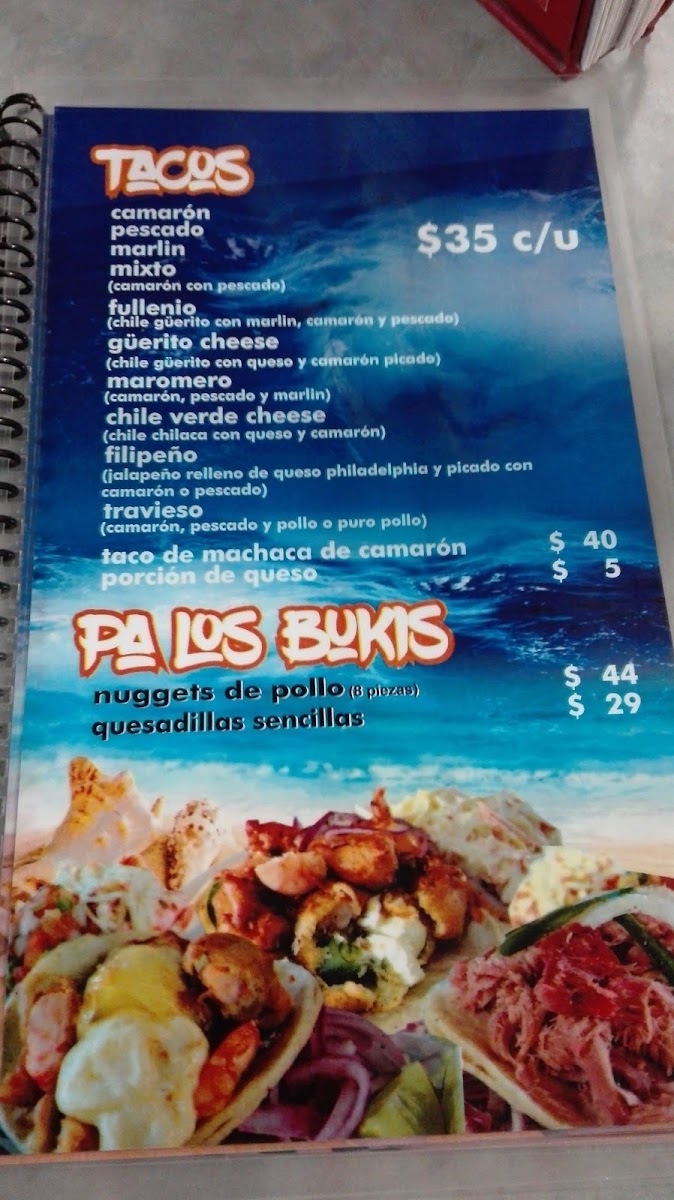 TACOS
camarón
pescado
marlin
$35 c/u
mixto
(camarón con pescado)
fullenio
(chile güerito con marlin, camarón y pescado)
güerito cheese
(chile güerito con queso y camarón picado)
maromero
(camarón, pescado y marlin)
chile verde cheese
(chile chilaca con queso y camarón)
filipeño
(jalapeño relleno de queso philadelphia y picado con
camarón o pescado)
travieso
(camarón, pescado y pollo o puro pollo)
taco de machaca de camarón $ 40
porción de queso $ 5
PA LOS BUKIS
nuggets de pollo (8 piezas) $ 44
quesadillas sencillas $ 29